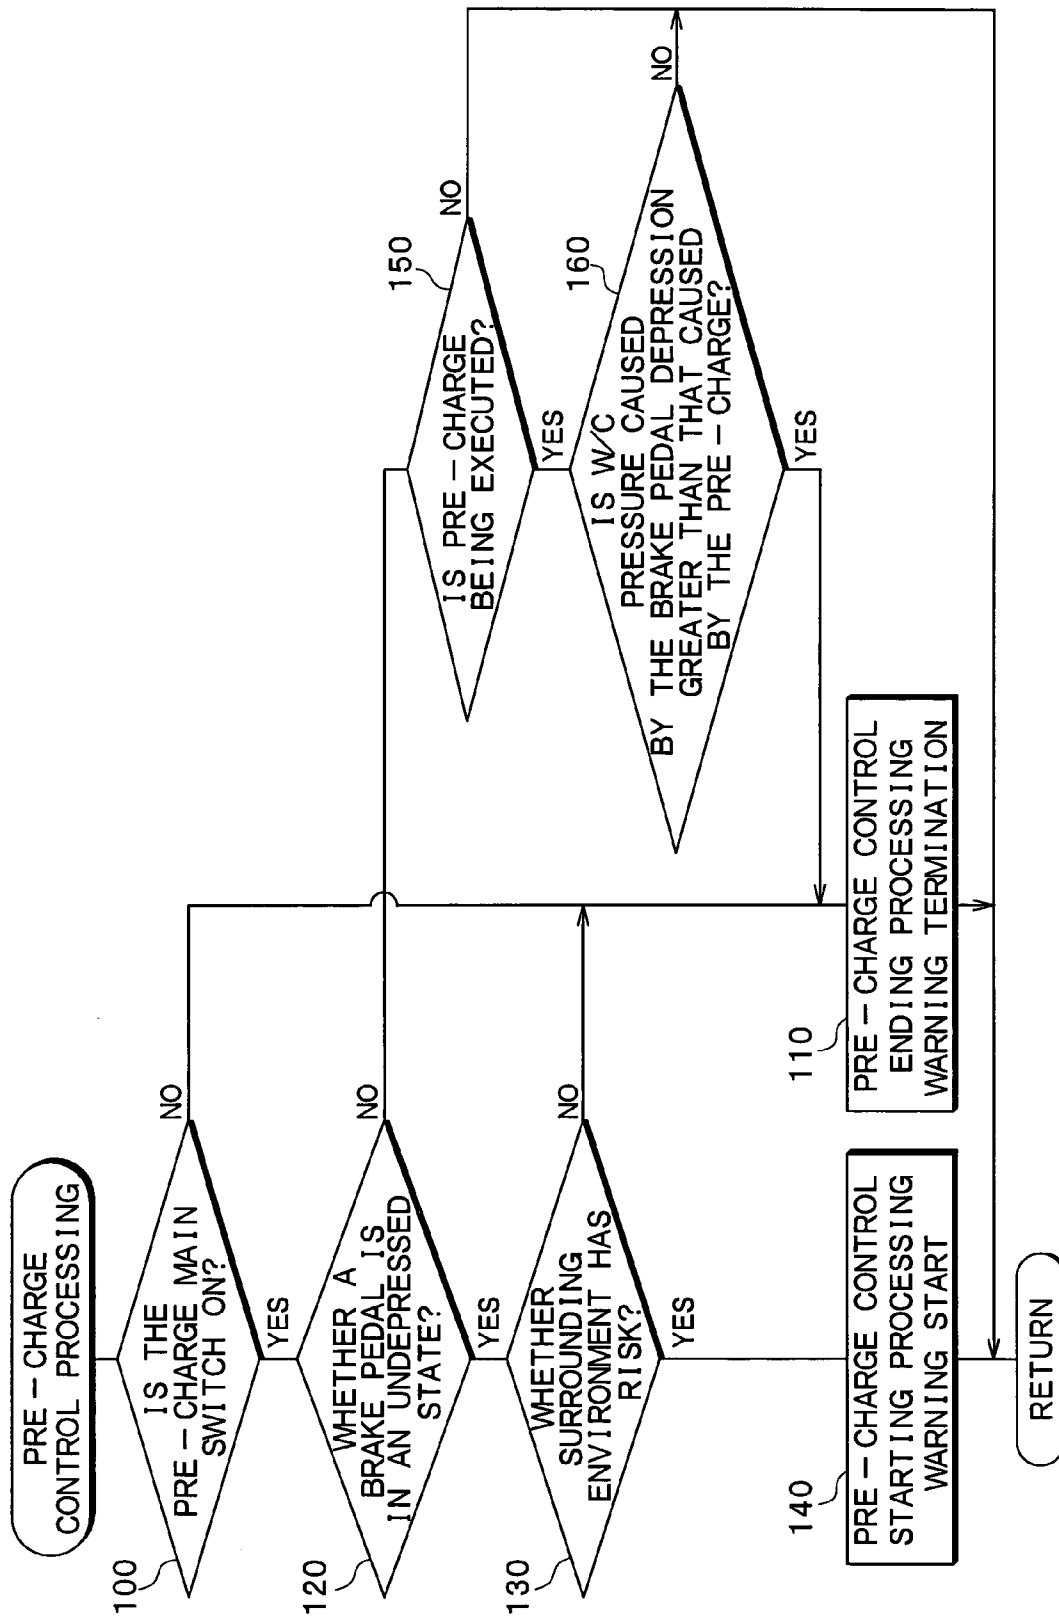 PRE-CHARGE
CONTROL PROCESSING
100
IS THE
PRE-CHARGE MAIN
SWITCH ON?
NO
YES
120
WHETHER A
BRAKE PEDAL IS
IN AN UNDEPRESSED
STATE?
NO
YES
130
WHETHER
SURROUNDING
ENVIRONMENT HAS
RISK?
NO
YES
140
PRE-CHARGE CONTROL
STARTING PROCESSING
WARNING START
150
IS PRE-CHARGE
BEING EXECUTED?
NO
YES
160
IS W/C
PRESSURE CAUSED
BY THE BRAKE PEDAL DEPRESSION
GREATER THAN THAT CAUSED
BY THE PRE-CHARGE?
NO
YES
110
PRE-CHARGE CONTROL
ENDING PROCESSING
WARNING TERMINATION
RETURN